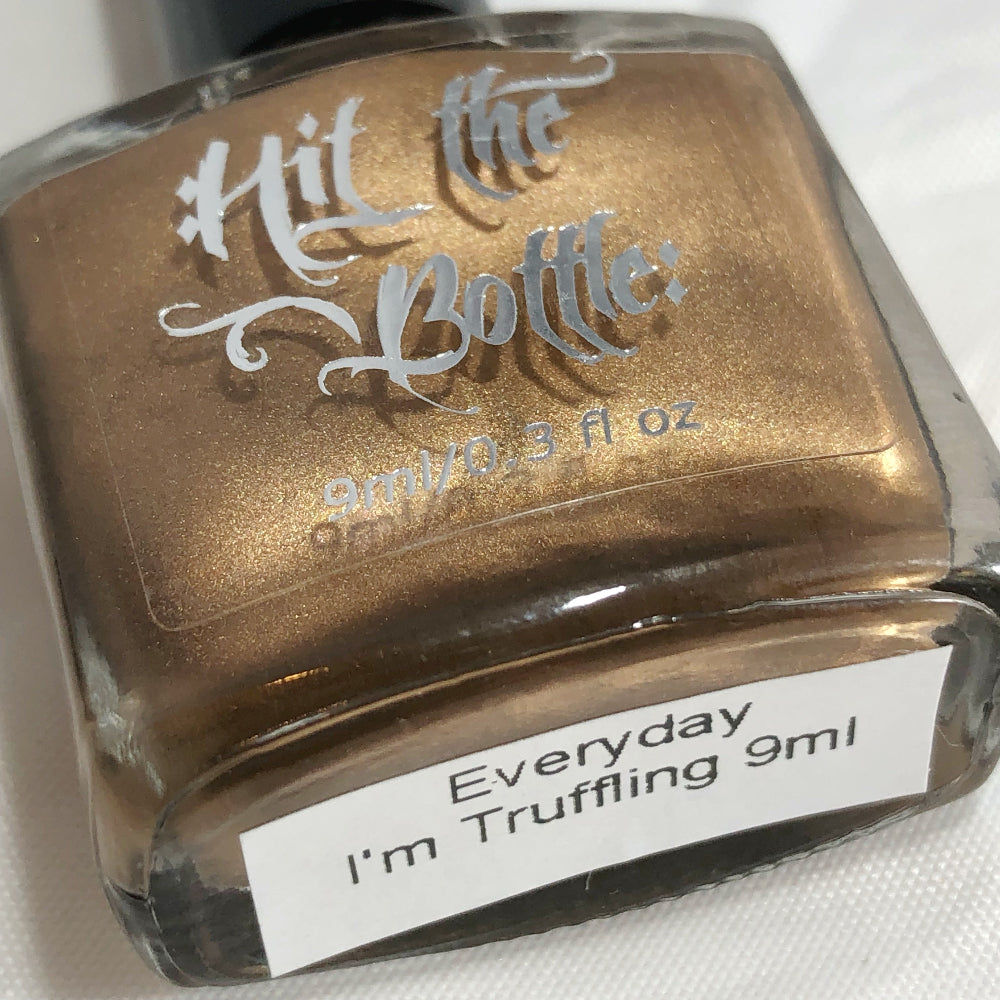 Hit the
Bottle:
9ml/0.3 fl oz
Everyday
I'm Truffling 9ml